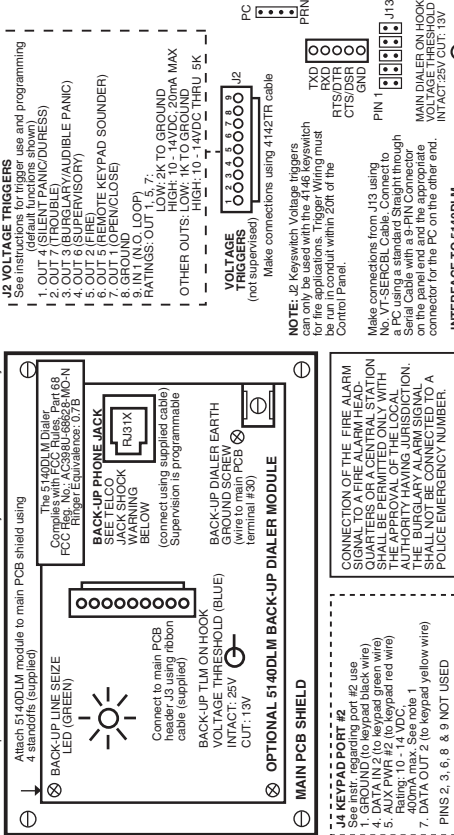 Attach 5140DLM module to main PCB shield using
4 standoffs (supplied)
BACK-UP LINE SEIZE
LED (GREEN)
The 5140DLM Dialer
Complies with FCC Rules, Part 68
FCC Reg. No.: AC398U-68628-MO-N
Ringer Equivalence: 0.7B
BACK-UP PHONE JACK
SEE TELCO
JACK SHOCK
WARNING
BELOW
RJ31X
(connect using supplied cable)
Supervision is programmable
Connect to main PCB
header J3 using ribbon
cable (supplied)
BACK-UP TLM ON HOOK
VOLTAGE THRESHOLD (BLUE)
INTACT: 25V
CUT: 13V
BACK-UP DIALER EARTH
GROUND SCREW
(wire to main PCB
terminal #30)
OPTIONAL 5140DLM BACK-UP DIALER MODULE
MAIN PCB SHIELD
J4 KEYPAD PORT #2
See instr. regarding port #2 use
1. GROUND (to keypad black wire)
4. DATA IN 2 (to keypad green wire)
5. AUX PWR #2 (to keypad red wire)
Rating: 10 - 14 VDC,
400mA max. See note 1
7. DATA OUT 2 (to keypad yellow wire)
PINS 2, 3, 6, 8 & 9 NOT USED
CONNECTION OF THE FIRE ALARM
SIGNAL TO A FIRE ALARM HEAD-
QUARTERS OR A CENTRAL STATION
SHALL BE PERMITTED ONLY WITH
THE APPROVAL OF THE LOCAL
AUTHORITY HAVING JURISDICTION.
THE BURGLARY ALARM SIGNAL
SHALL NOT BE CONNECTED TO A
POLICE EMERGENCY NUMBER.
J2 VOLTAGE TRIGGERS
See instructions for trigger use and programming
(default functions shown)
1. OUT 4 (SILENT PANIC/DURESS)
2. OUT 7 (TROUBLE)
3. OUT 3 (BURGLARY/AUDIBLE PANIC)
4. OUT 6 (SUPERVISORY)
5. OUT 2 (FIRE)
6. OUT 5 (REMOTE KEYPAD SOUNDER)
7. OUT 1 (OPEN/CLOSE)
8. GROUND
9. IN 1 (N.O. LOOP)
RATINGS: OUT 1, 5, 7:
LOW: 2K TO GROUND
HIGH: 10 - 14VDC, 20mA MAX
OTHER OUTS: LOW: 1K TO GROUND
HIGH: 10 - 14VDC THRU 5K
VOLTAGE
TRIGGERS
(not supervised)
1 2 3 4 5 6 7 8 9
J2
Make connections using 4142TR cable
NOTE: J2 Keyswitch Voltage triggers
can only be used with the 4146 keyswitch
for fire applications. Trigger Wiring must
be run in conduit within 20ft of the
Control Panel.
Make connections from J13 using
No. VT-SERCBL Cable. Connect to
a PC using a standard Straight through
Serial Cable with a 9-PIN Connector
on the panel end and the appropriate
connector for the PC on the other end.
PC
PRN
TXD
RXD
RTS/DTR
CTS/DSR
GND
PIN 1
J13
MAIN DIALER ON HOOK
VOLTAGE THRESHOLD
INTACT:25V CUT: 13V